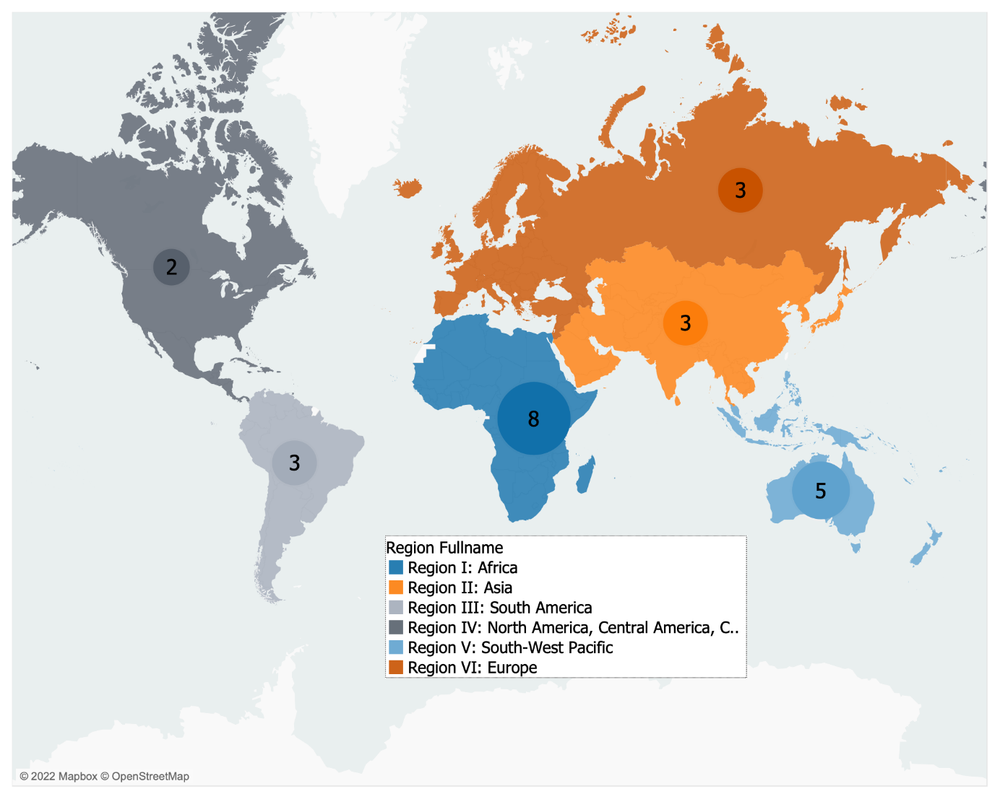 3
2
3
8
3
5
Region Fullname
Region I: Africa
Region II: Asia
Region III: South America
Region IV: North America, Central America, C..
Region V: South-West Pacific
Region VI: Europe
© 2022 Mapbox © OpenStreetMap